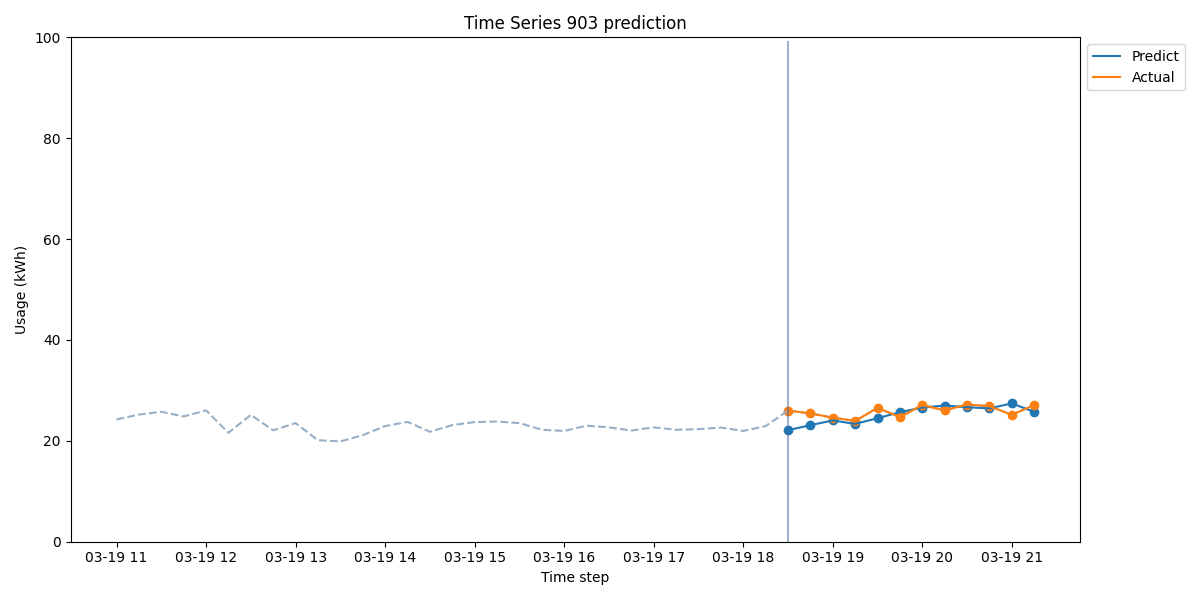 Time Series 903 prediction
Predict
Actual
Usage (kWh)
100
80
60
40
20
0
03-19 11 03-19 12 03-19 13 03-19 14 03-19 15 03-19 16 03-19 17 03-19 18 03-19 19 03-19 20 03-19 21
Time step